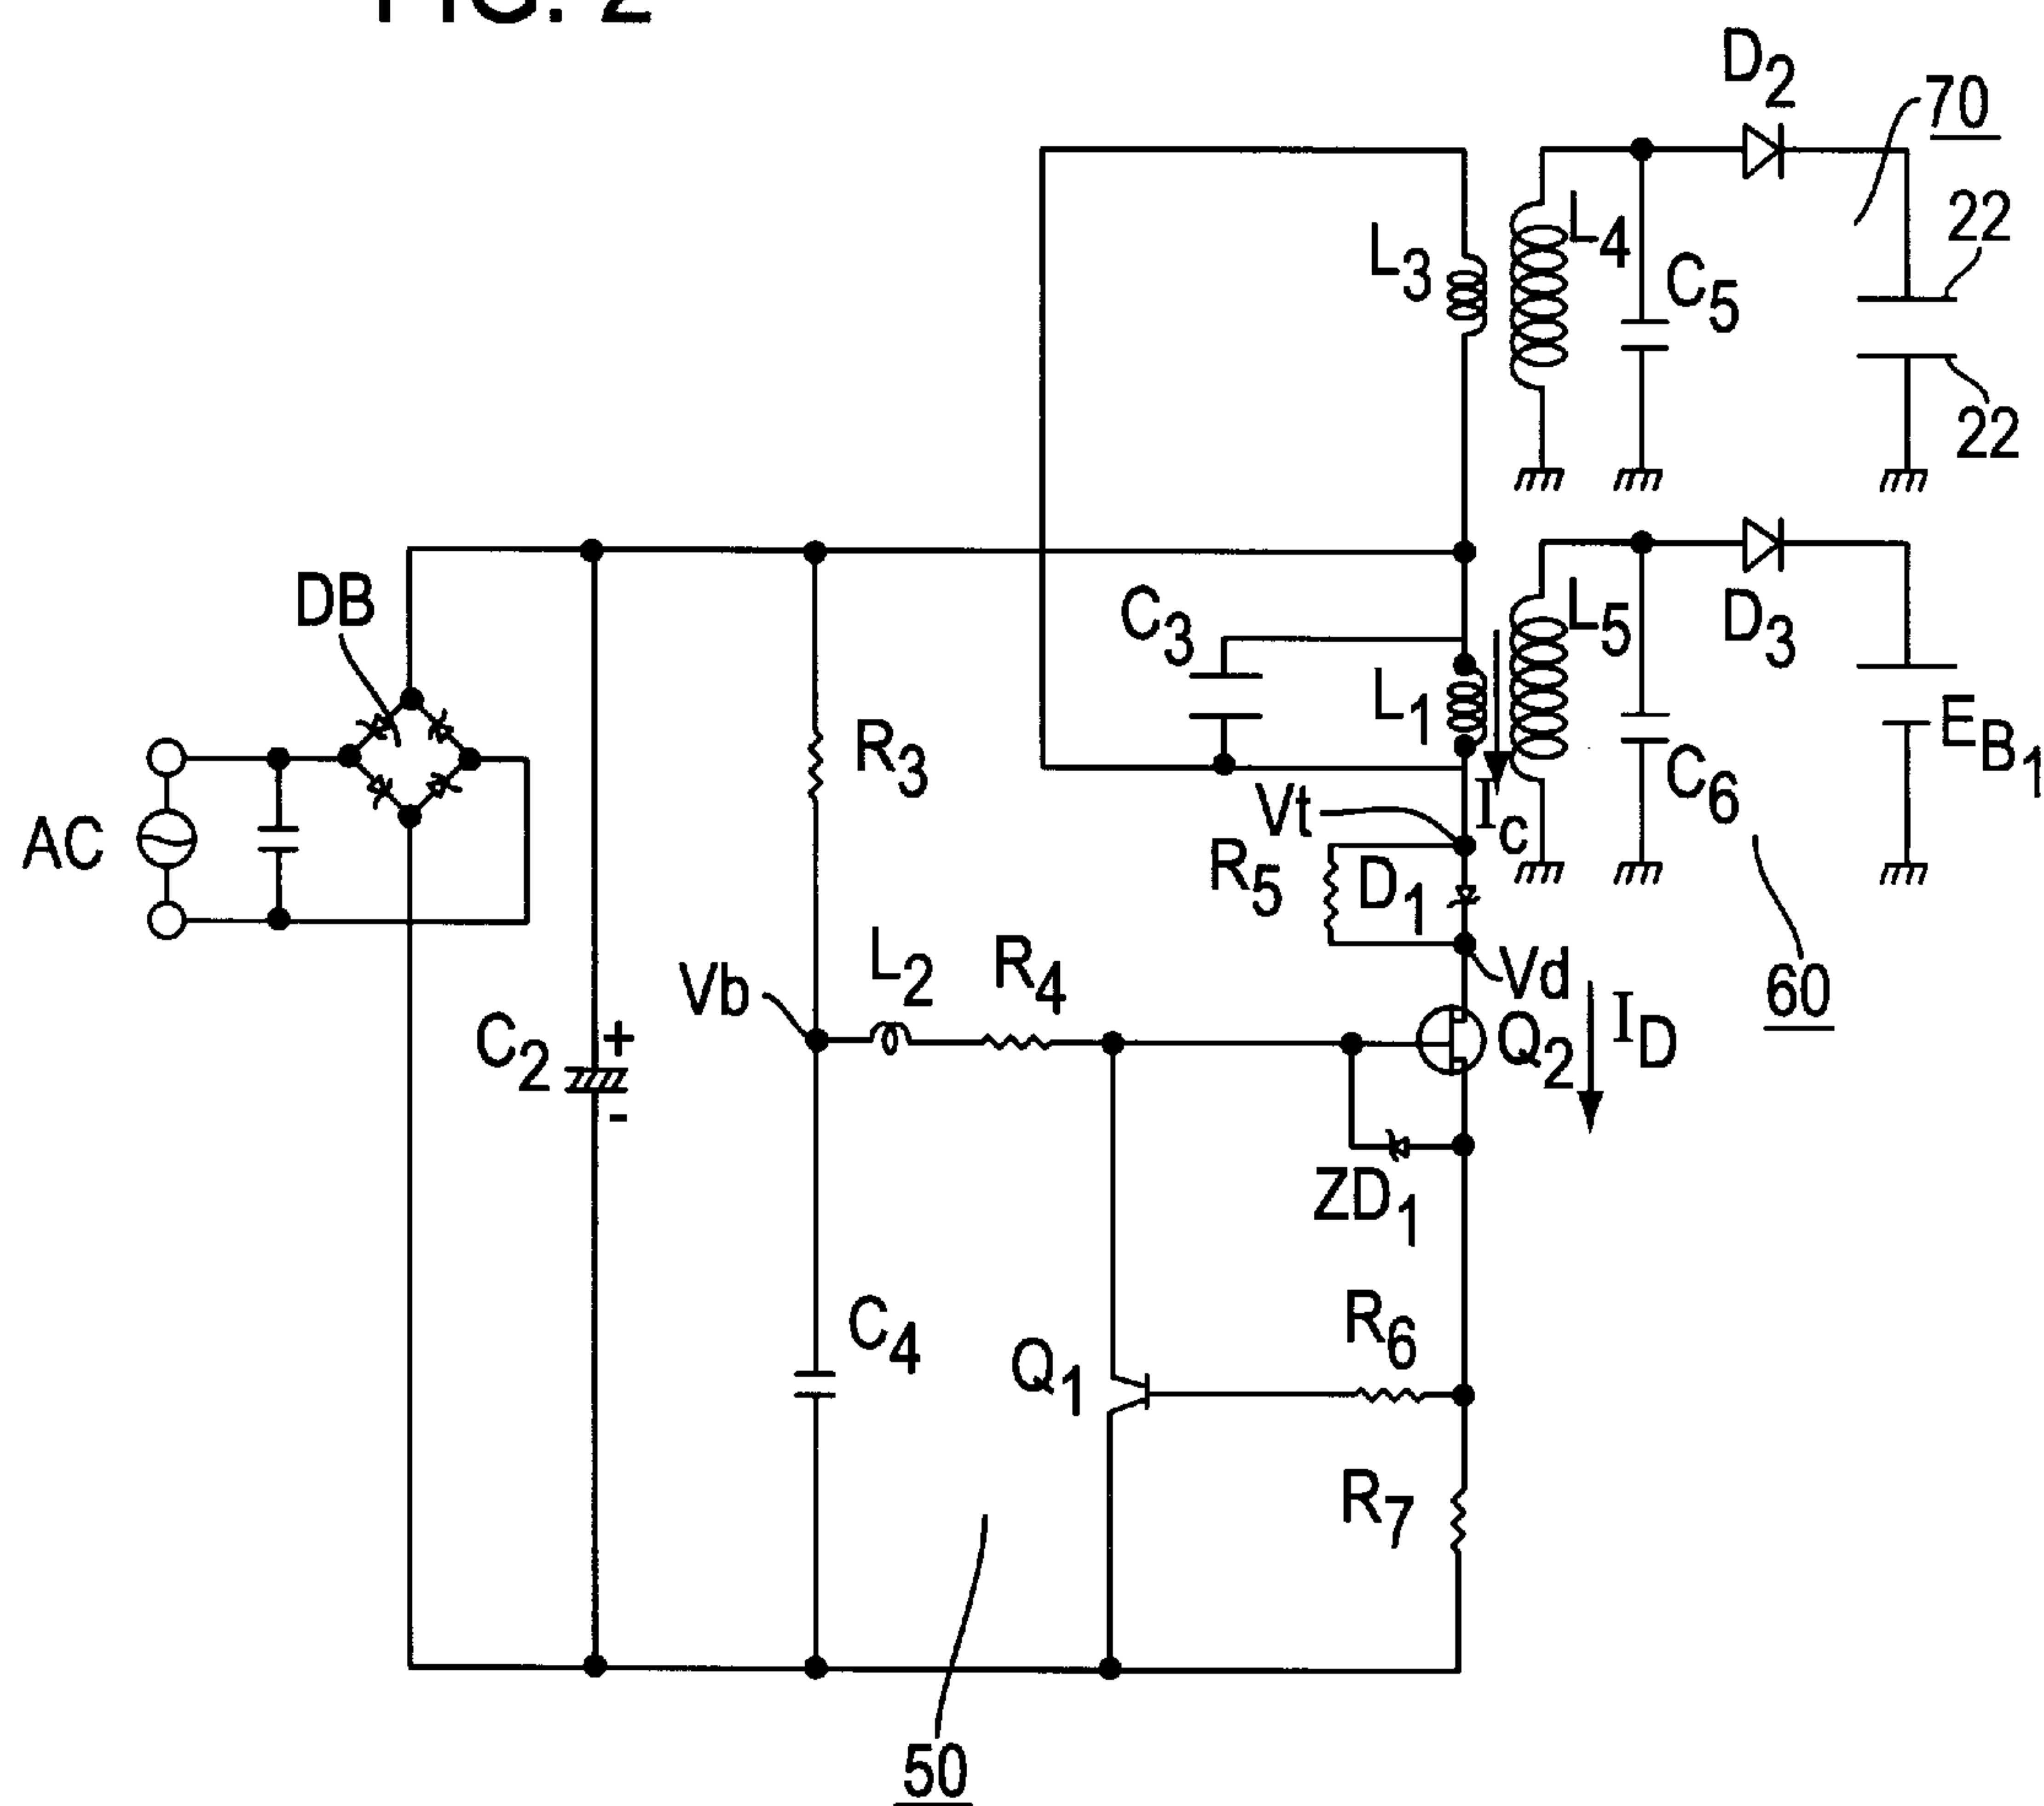 FIG. 2
D2
70
22
L4
L3
C5
22
DB
C3
L5
D3
L1
EB1
R3
C6
Vt
Ic
AC
R5
D1
L2
R4
Vd
Vb
60
C2
+
-
Q2
ID
ZD1
R6
C4
Q1
R7
50